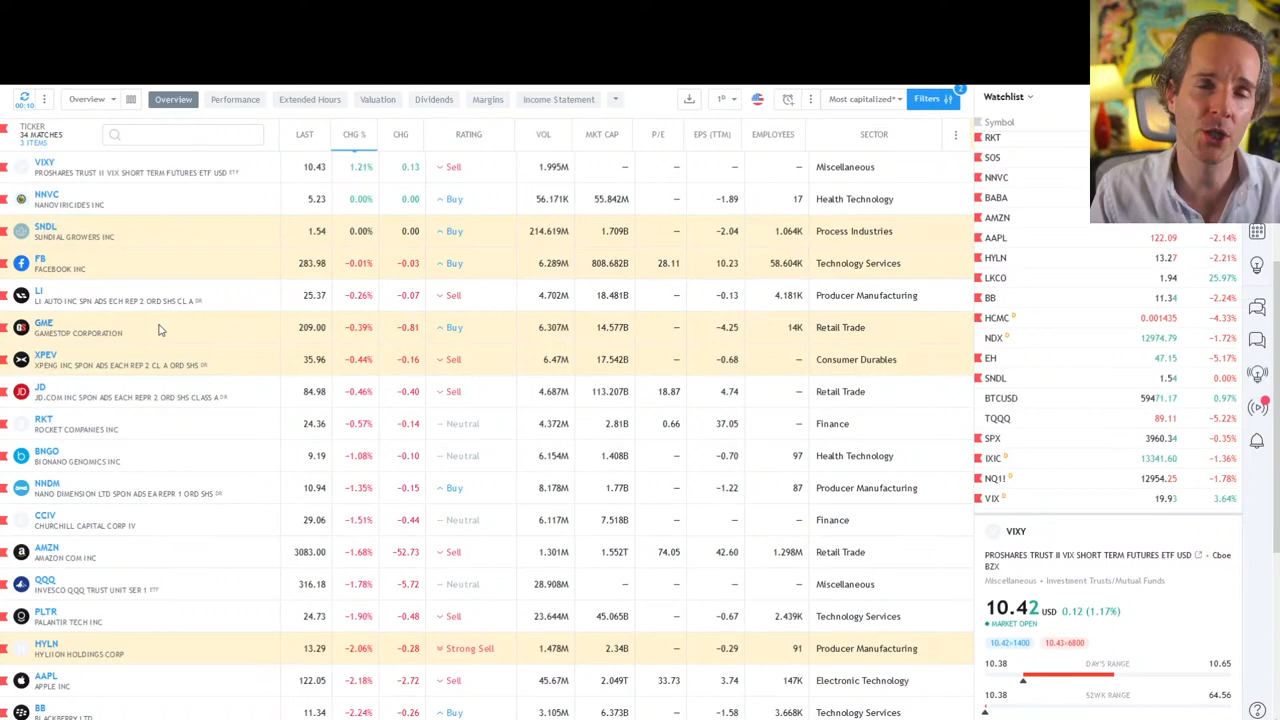 2
00:10 Overview Overview Performance Extended Hours Valuation Dividends Margins Income Statement 1D Most capitalized* Filters Watchlist
TICKER
34 MATCHES
3 ITEMS
LAST CHG % CHG RATING VOL MKT CAP P/E EPS (TTM) EMPLOYEES SECTOR
VIXY 10.43 1.21% 0.13 Sell 1.995M — — — — Miscellaneous
PROSHARES TRUST II VIX SHORT TERM FUTURES ETF USD ETF
NNVC 5.23 0.00% 0.00 Buy 56.171K 55.842M — −1.89 17 Health Technology
NANOVIRICIDES INC
SNDL 1.54 0.00% 0.00 Buy 214.619M 1.709B — −2.04 1.064K Process Industries
SUNDIAL GROWERS INC
FB 283.98 −0.01% −0.03 Buy 6.289M 808.682B 28.11 10.23 58.604K Technology Services
FACEBOOK INC
LI 25.37 −0.26% −0.07 Sell 4.702M 18.481B — −0.13 4.181K Producer Manufacturing
LI AUTO INC SPN ADS ECH REP 2 ORD SHS CL A DR
GME 209.00 −0.39% −0.81 Buy 6.307M 14.577B — −4.25 14K Retail Trade
GAMESTOP CORPORATION
XPEV 35.96 −0.44% −0.16 Sell 6.47M 17.542B — −0.68 — Consumer Durables
XPENG INC SPON ADS EACH REP 2 CL A ORD SHS DR
JD 84.98 −0.46% −0.40 Sell 4.687M 113.207B 18.87 4.74 — Retail Trade
JD.COM INC SPON ADS EACH REPR 2 ORD SHS CLASS A DR
RKT 24.36 −0.57% −0.14 Neutral 4.372M 2.81B 0.66 37.05 — Finance
ROCKET COMPANIES INC
BNGO 9.19 −1.08% −0.10 Neutral 6.154M 1.408B — −0.70 97 Health Technology
BIONANO GENOMICS INC
NNDM −1.35% −0.15 Buy 8.178M 1.77B — −1.22 87 Producer Manufacturing
NANO DIMENSION LTD SPON ADS EA REPR 1 ORD SHS DR
CCIV 29.06 −1.51% −0.44 Neutral 6.117M 7.518B — — — Finance
CHURCHILL CAPITAL CORP IV
AMZN 3083.00 −1.68% −52.73 Sell 1.301M 1.552T 74.05 42.60 1.298M Retail Trade
AMAZON COM INC
QQQ 316.18 −1.78% −5.72 Neutral 28.908M — — — — Miscellaneous
INVESCO QQQ TRUST UNIT SER 1 ETF
PLTR 24.73 −1.90% −0.48 Sell 23.644M 45.065B — −0.67 2.439K Technology Services
PALANTIR TECH INC
HYLN 13.29 −2.06% −0.28 Strong Sell 1.478M 2.34B — −0.29 91 Producer Manufacturing
HYLIION HOLDINGS CORP
AAPL 122.05 −2.18% −2.72 Sell 45.67M 2.049T 33.73 3.74 147K Electronic Technology
APPLE INC
BB 11.34 −2.24% −0.26 Buy 3.105M 6.373B — −1.58 3.668K Technology Services
BLACKBERRY LTD
Symbol
RKT
SOS
NNVC
BABA
AMZN
AAPL 122.09 −2.14%
HYLN 13.27 −2.21%
LKCO 1.94 25.97%
BB 11.34 −2.24%
HCMC D 0.001435 −4.33%
NDX D 12974.79 −1.72%
EH 47.15 −5.17%
SNDL 1.54 0.00%
BTCUSD 59471.17 0.97%
TQQQ 89.11 −5.22%
SPX 3960.34 −0.35%
IXIC D 13341.60 −1.36%
NQ1! D 12954.25 −1.78%
VIX D 19.93 3.64%
VIXY
PROSHARES TRUST II VIX SHORT TERM FUTURES ETF USD • Cboe
BZX
Miscellaneous • Investment Trusts/Mutual Funds
10.42 USD 0.12 (1.17%)
MARKET OPEN
10.42×1400 10.43×6800
10.38 DAY'S RANGE 10.65
10.38 52WK RANGE 64.56